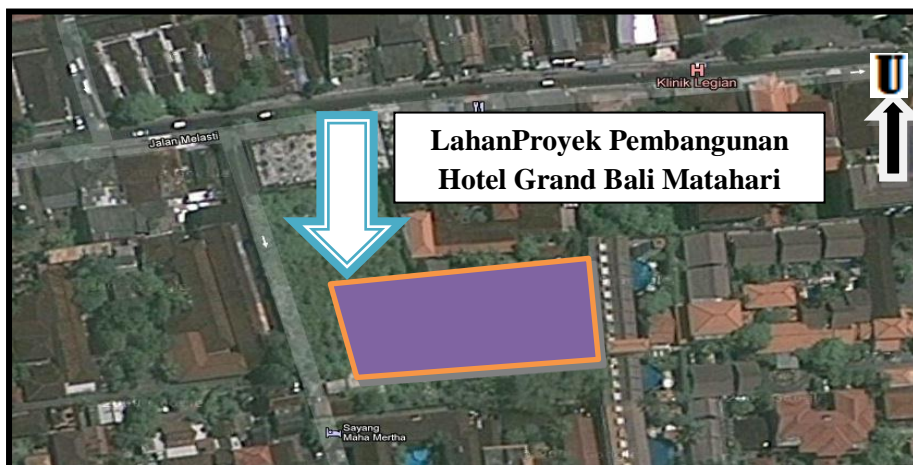 Klinik Legian
U
Jalan Melasti
LahanProyek Pembangunan
Hotel Grand Bali Matahari
Sayang
Maha Mertha